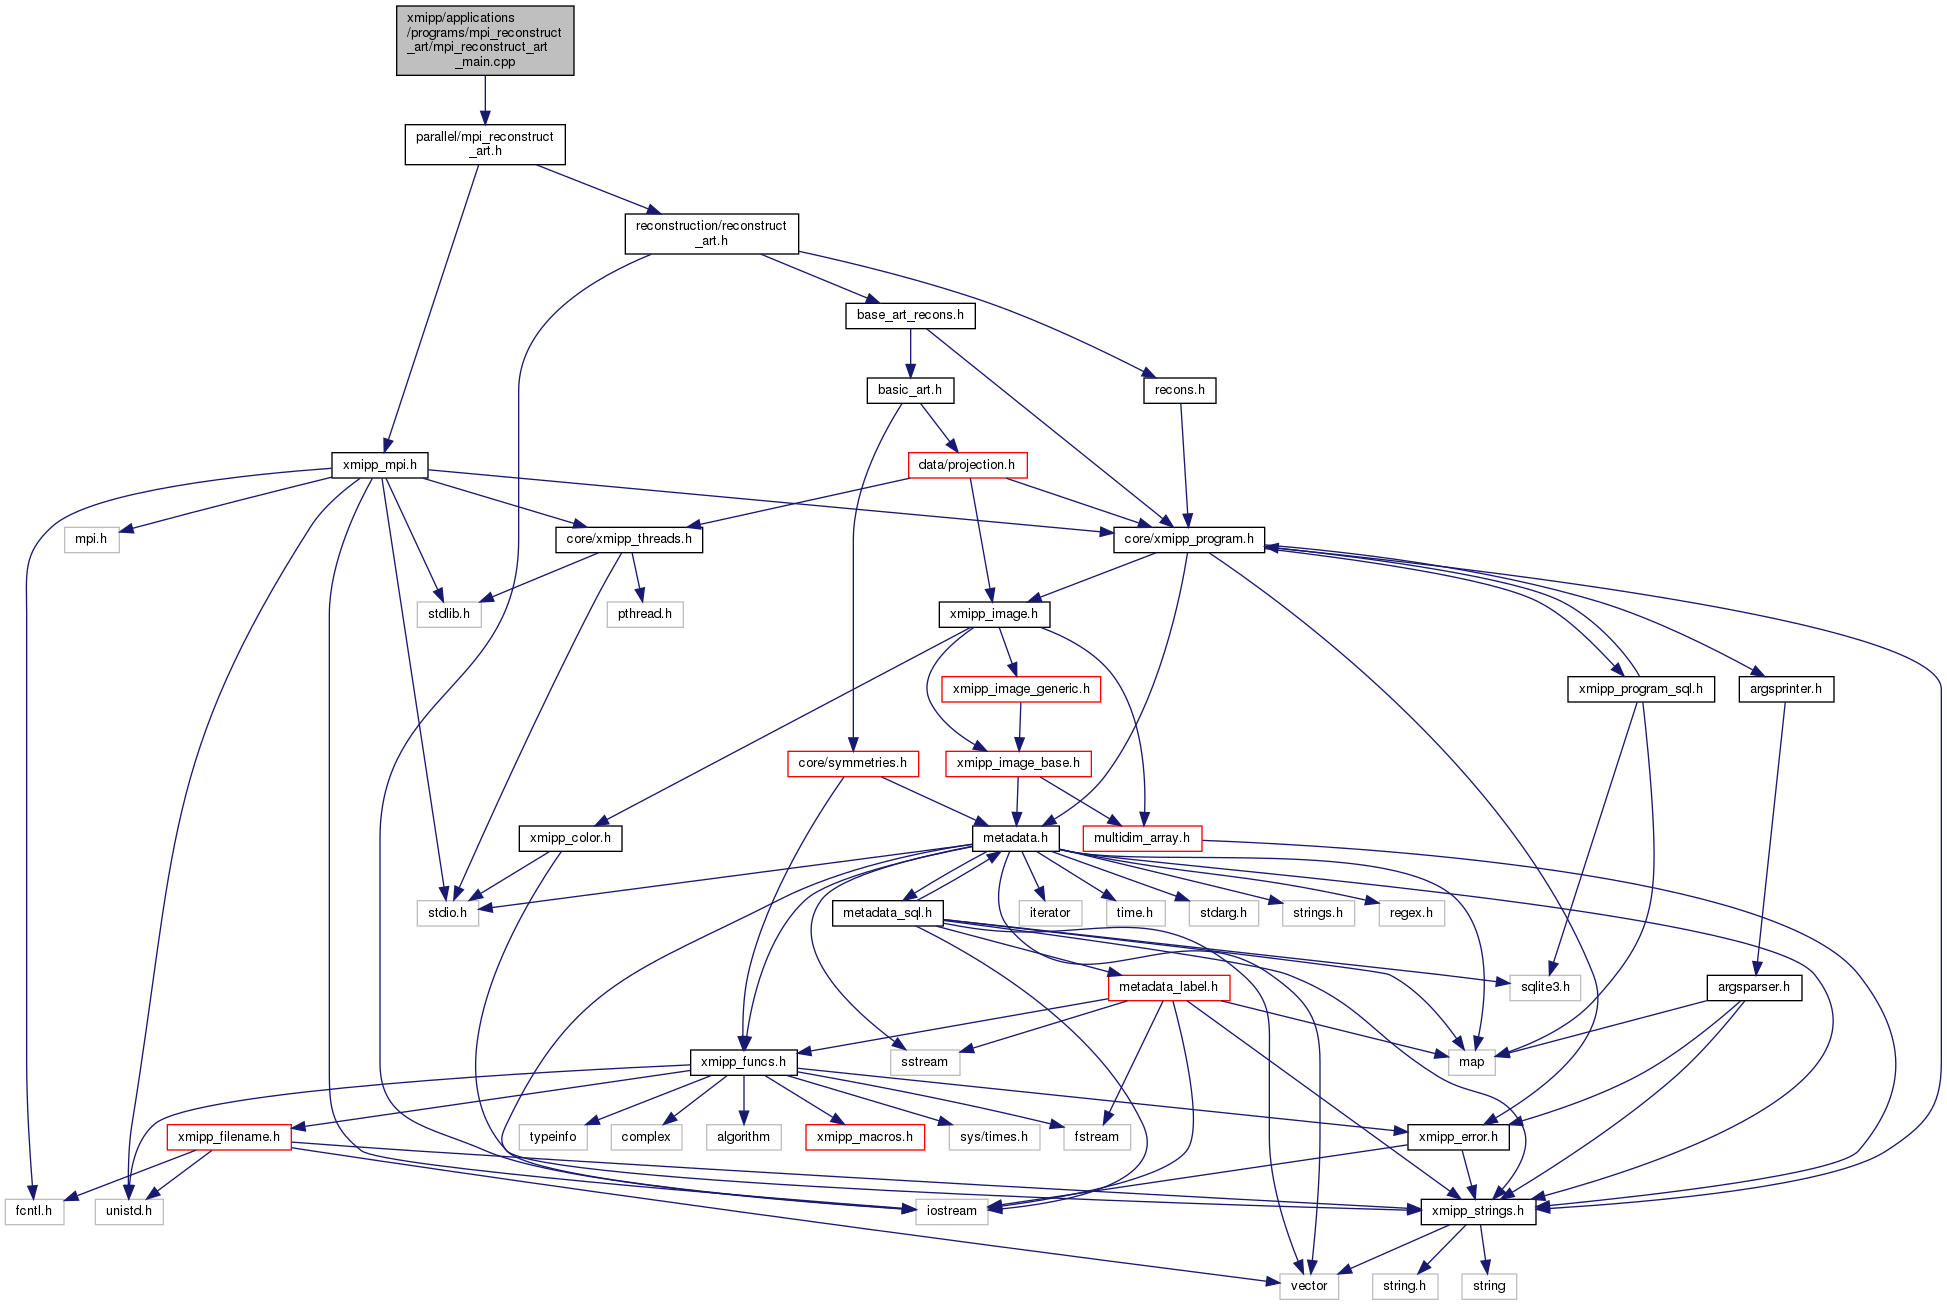 xmipp/applications
/programs/mpi_reconstruct
_art/mpi_reconstruct_art
_main.cpp
parallel/mpi_reconstruct
_art.h
reconstruction/reconstruct
_art.h
base_art_recons.h
basic_art.h
recons.h
xmipp_mpi.h
data/projection.h
mpi.h
core/xmipp_threads.h
core/xmipp_program.h
stdlib.h
pthread.h
xmipp_image.h
xmipp_image_generic.h
xmipp_program_sql.h
argsprinter.h
core/symmetries.h
xmipp_image_base.h
xmipp_color.h
metadata.h
multidim_array.h
stdio.h
metadata_sql.h
iterator
time.h
stdarg.h
strings.h
regex.h
metadata_label.h
sqlite3.h
argsparser.h
xmipp_funcs.h
sstream
map
xmipp_filename.h
typeinfo
complex
algorithm
xmipp_macros.h
sys/times.h
fstream
xmipp_error.h
fcntl.h
unistd.h
iostream
xmipp_strings.h
vector
string.h
string